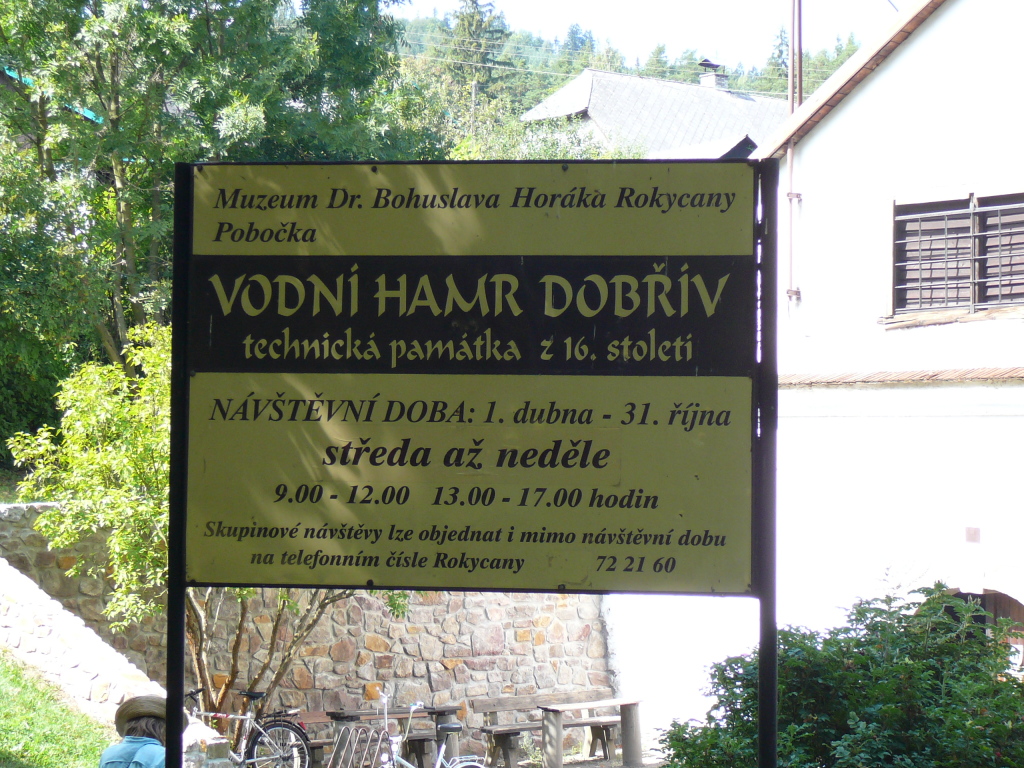 Muzeum Dr. Bohuslava Horáka Rokycany
Pobočka
VODNÍ HAMR DOBŘÍV
technická památka z 16. století
NÁVŠTĚVNÍ DOBA: 1. dubna - 31. října
středa až neděle
9.00 - 12.00 13.00 - 17.00 hodin
Skupinové návštěvy lze objednat i mimo návštěvní dobu
na telefonním čísle Rokycany 72 21 60